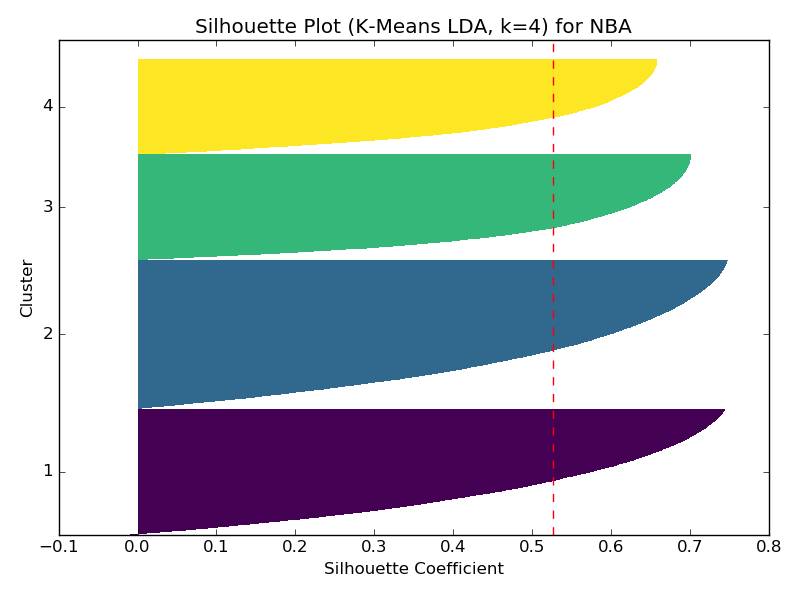 Silhouette Plot (K-Means LDA, k=4) for NBA
4
3
2
1
Cluster
−0.1 0.0 0.1 0.2 0.3 0.4 0.5 0.6 0.7 0.8
Silhouette Coefficient